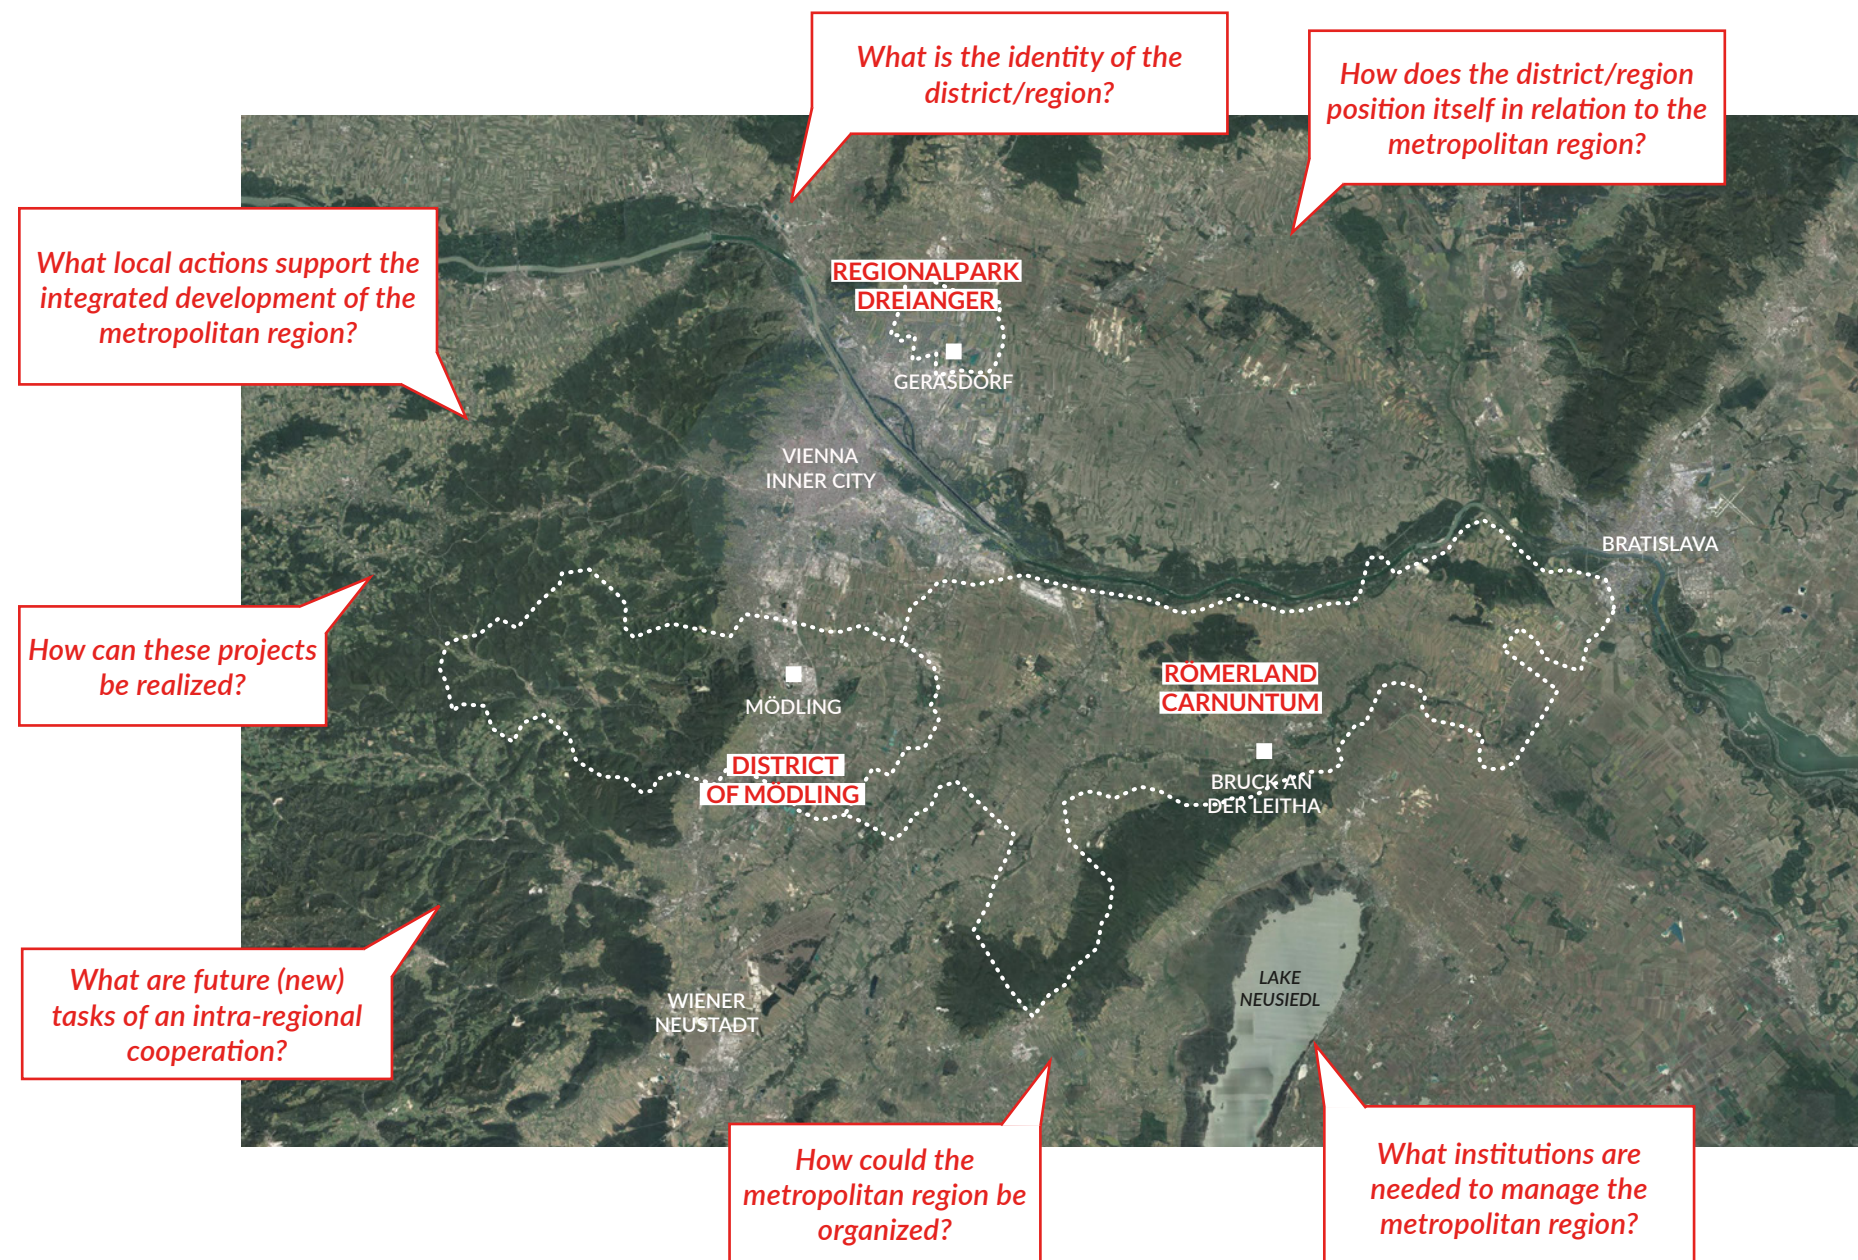 What is the identity of the
district/region?
How does the district/region
position itself in relation to the
metropolitan region?
What local actions support the
integrated development of the
metropolitan region?
REGIONALPARK
DREIANGER
GERASDORF
VIENNA
INNER CITY
BRATISLAVA
How can these projects
be realized?
MÖDLING
RÖMERLAND
CARNUNTUM
DISTRICT
OF MÖDLING
BRUCK AN
DER LEITHA
What are future (new)
tasks of an intra-regional
cooperation?
WIENER
NEUSTADT
LAKE
NEUSIEDL
How could the
metropolitan region be
organized?
What institutions are
needed to manage the
metropolitan region?